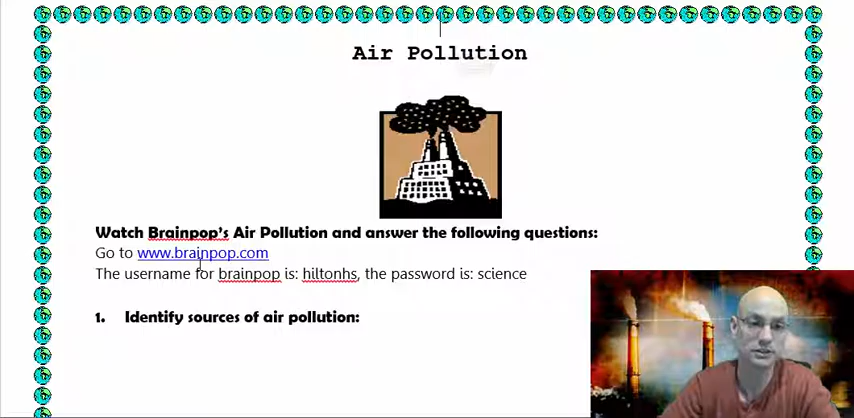 Air Pollution
Watch Brainpop's Air Pollution and answer the following questions:
Go to www.brainpop.com
The username for brainpop is: hiltonhs, the password is: science
1. Identify sources of air pollution: